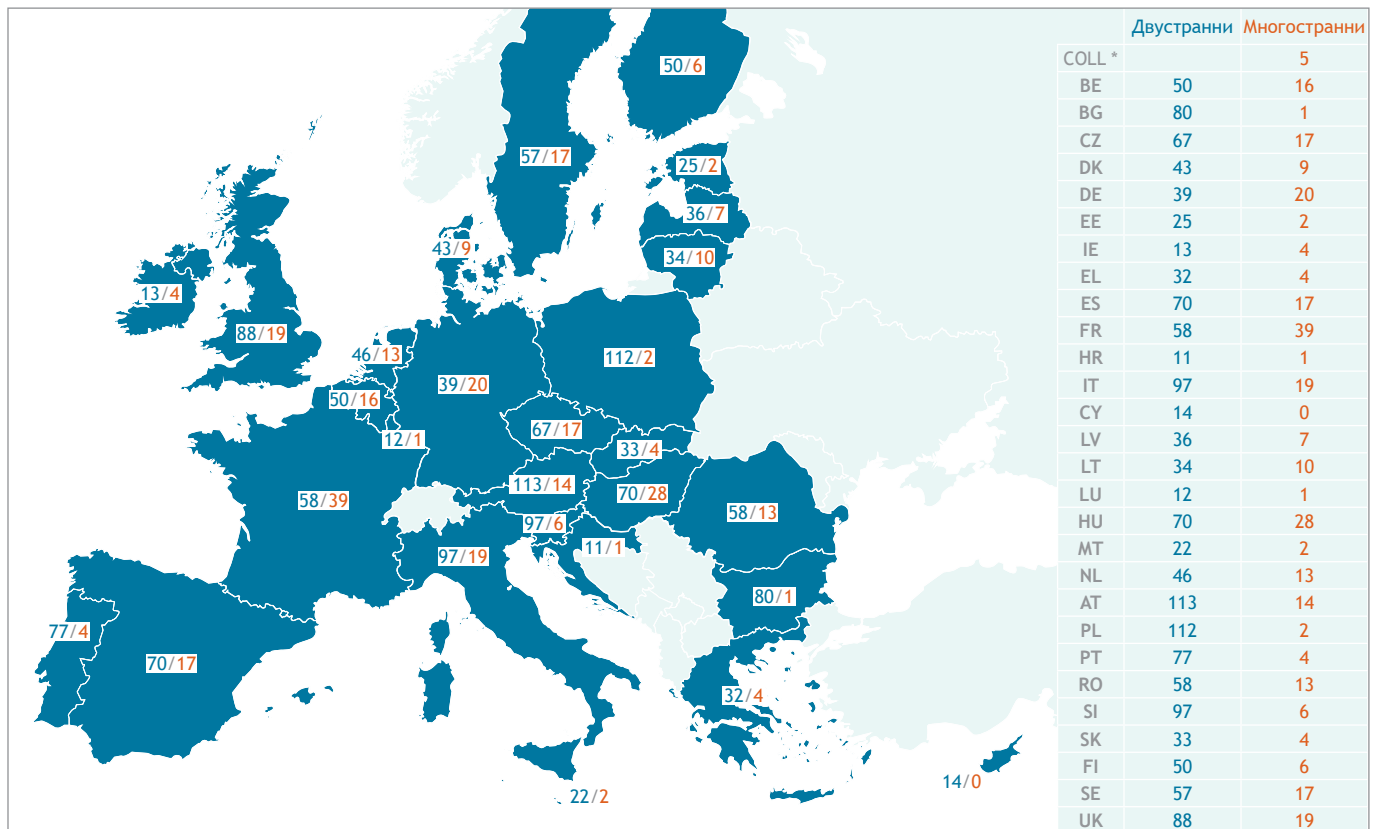 Двустранни Многостранни
COLL * 5
BE 50 16
BG 80 1
CZ 67 17
DK 43 9
DE 39 20
EE 25 2
IE 13 4
EL 32 4
ES 70 17
FR 58 39
HR 11 1
IT 97 19
CY 14 0
LV 36 7
LT 34 10
LU 12 1
HU 70 28
MT 22 2
NL 46 13
AT 113 14
PL 112 2
PT 77 4
RO 58 13
SI 97 6
SK 33 4
FI 50 6
SE 57 17
UK 88 19
50/6
57/17
25/2
36/7
43/9
34/10
13/4
88/19
46/13
112/2
39/20
50/16
67/17
12/1
33/4
113/14
70/28
58/39
58/13
97/6
11/1
97/19
80/1
77/4
70/17
32/4
14/0
22/2